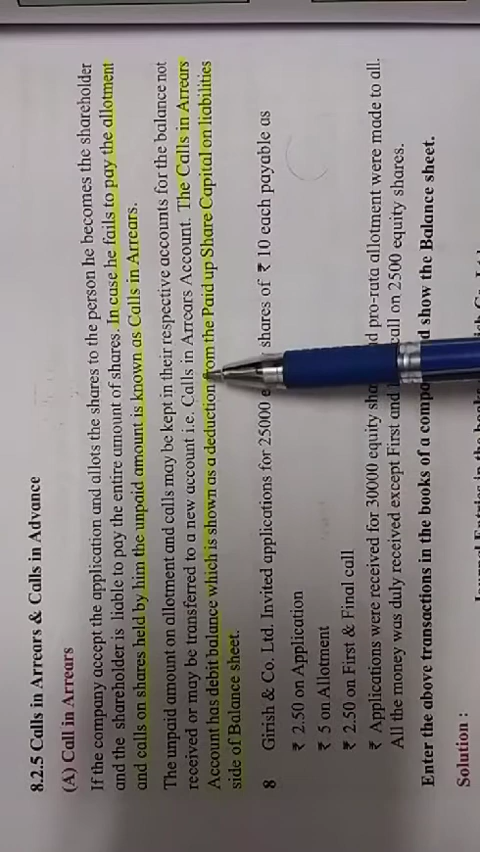 8.2.5 Calls in Arrears & Calls in Advance
(A) Call in Arrears
If the company accept the application and allots the shares to the person he becomes the shareholder
and the shareholder is liable to pay the entire amount of shares. In case he fails to pay the allotment
and calls on shares held by him the unpaid amount is known as Calls in Arrears.
The unpaid amount on allotment and calls may be kept in their respective accounts for the balance not
received or may be transferred to a new account i.e. Calls in Arrears Account. The Calls in Arrears
Account has debit balance which is shown as a deduction from the Paid up Share Capital on liabilities
side of Balance sheet.
8 Girish & Co. Ltd. Invited applications for 25000 shares of ₹ 10 each payable as
₹ 2.50 on Application
₹ 5 on Allotment
₹ 2.50 on First & Final call
₹ Applications were received for 30000 equity pro-rata allotment were made to all.
All the money was duly received except First and call on 2500 equity shares.
Enter the above transactions in the books of a show the Balance sheet.
Solution :